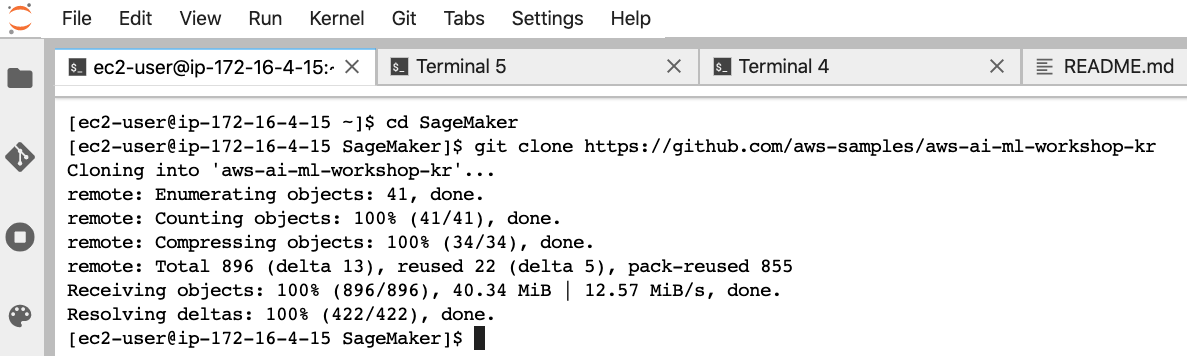 File Edit View Run Kernel Git Tabs Settings Help
ec2-user@ip-172-16-4-15:~ Terminal 5 Terminal 4 README.md
[ec2-user@ip-172-16-4-15 ~]$ cd SageMaker
[ec2-user@ip-172-16-4-15 SageMaker]$ git clone https://github.com/aws-samples/aws-ai-ml-workshop-kr
Cloning into 'aws-ai-ml-workshop-kr'...
remote: Enumerating objects: 41, done.
remote: Counting objects: 100% (41/41), done.
remote: Compressing objects: 100% (34/34), done.
remote: Total 896 (delta 13), reused 22 (delta 5), pack-reused 855
Receiving objects: 100% (896/896), 40.34 MiB | 12.57 MiB/s, done.
Resolving deltas: 100% (422/422), done.
[ec2-user@ip-172-16-4-15 SageMaker]$